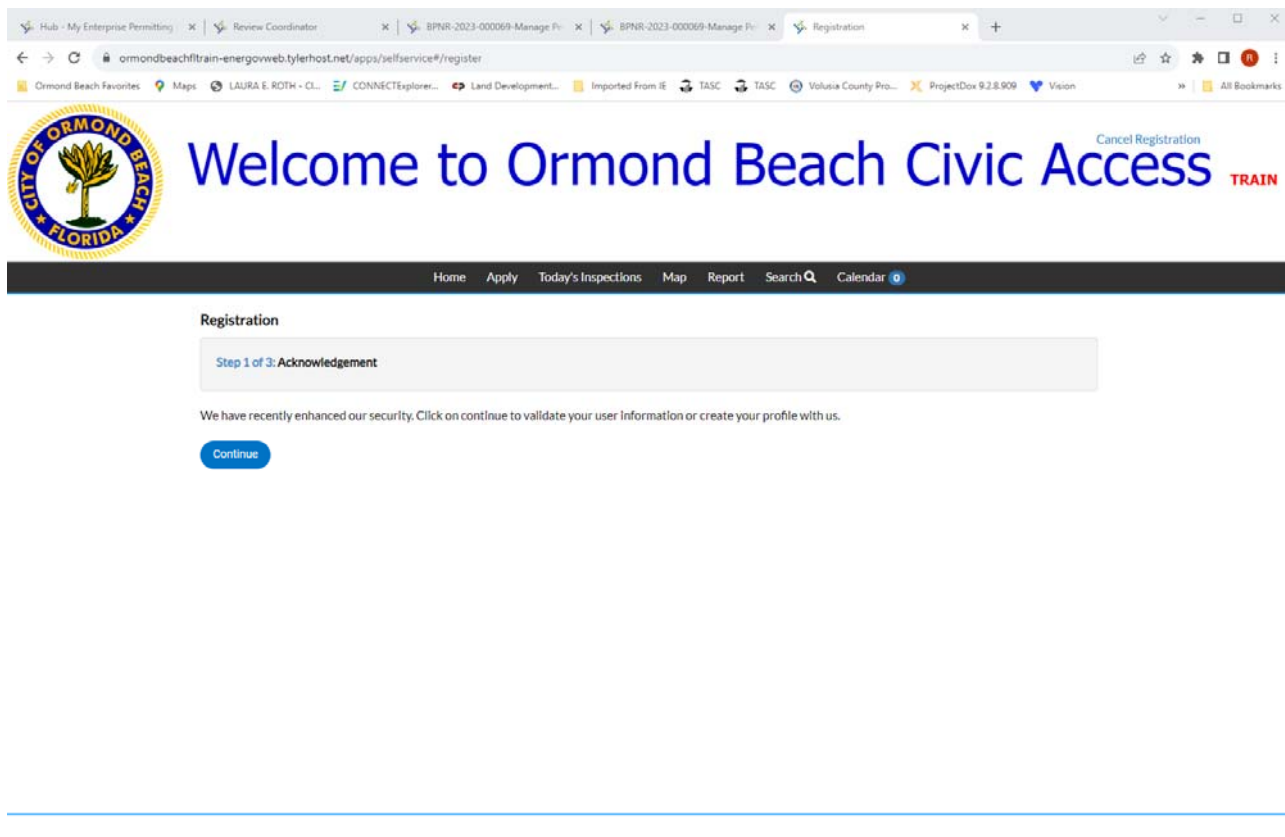 Hub - My Enterprise Permitting
Review Coordinator
BPNR-2023-000069-Manage Pe
BPNR-2023-000069-Manage Pe
Registration
ormondbeachfltrain-energovweb.tylerhost.net/apps/selfservice#/register
R
Ormond Beach Favorites
Maps
LAURA E. ROTH - Cl...
CONNECTExplorer...
Land Development...
Imported From IE
TASC
TASC
Volusia County Pro...
ProjectDox 9.2.8.909
Vision
»
All Bookmarks
CITY OF ORMOND BEACH
FLORIDA
Cancel Registration
Welcome to Ormond Beach Civic Access
TRAIN
Home Apply Today's Inspections Map Report Search Calendar 0
Registration
Step 1 of 3: Acknowledgement
We have recently enhanced our security. Click on continue to validate your user information or create your profile with us.
Continue